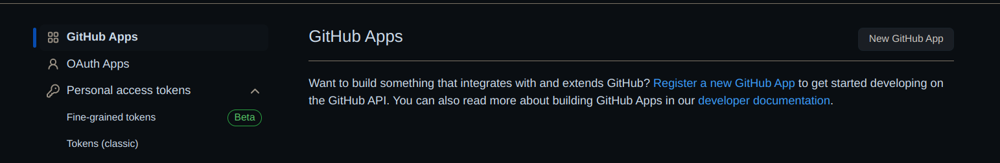 GitHub Apps
OAuth Apps
Personal access tokens
Fine-grained tokens Beta
Tokens (classic)
GitHub Apps
New GitHub App
Want to build something that integrates with and extends GitHub? Register a new GitHub App to get started developing on
the GitHub API. You can also read more about building GitHub Apps in our developer documentation.